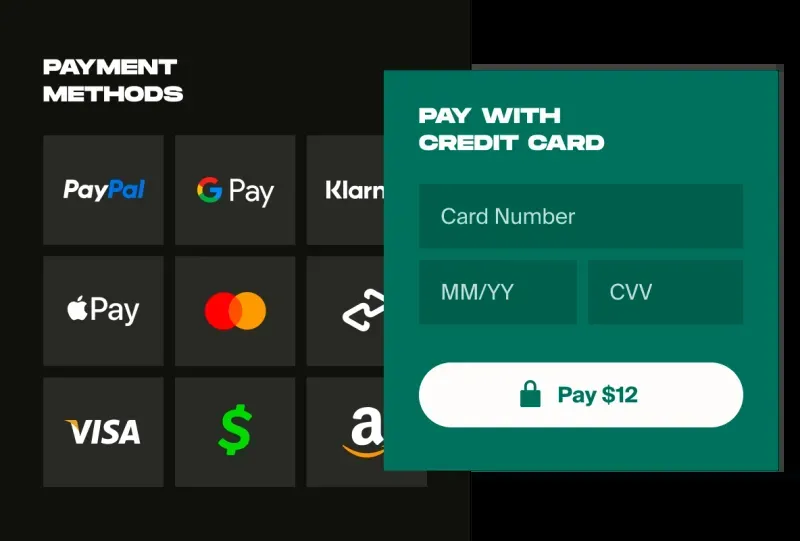 PAYMENT
METHODS
PayPal
G Pay
Klarn
Pay
VISA
$
a
PAY WITH
CREDIT CARD
Card Number
MM/YY
CVV
Pay $12